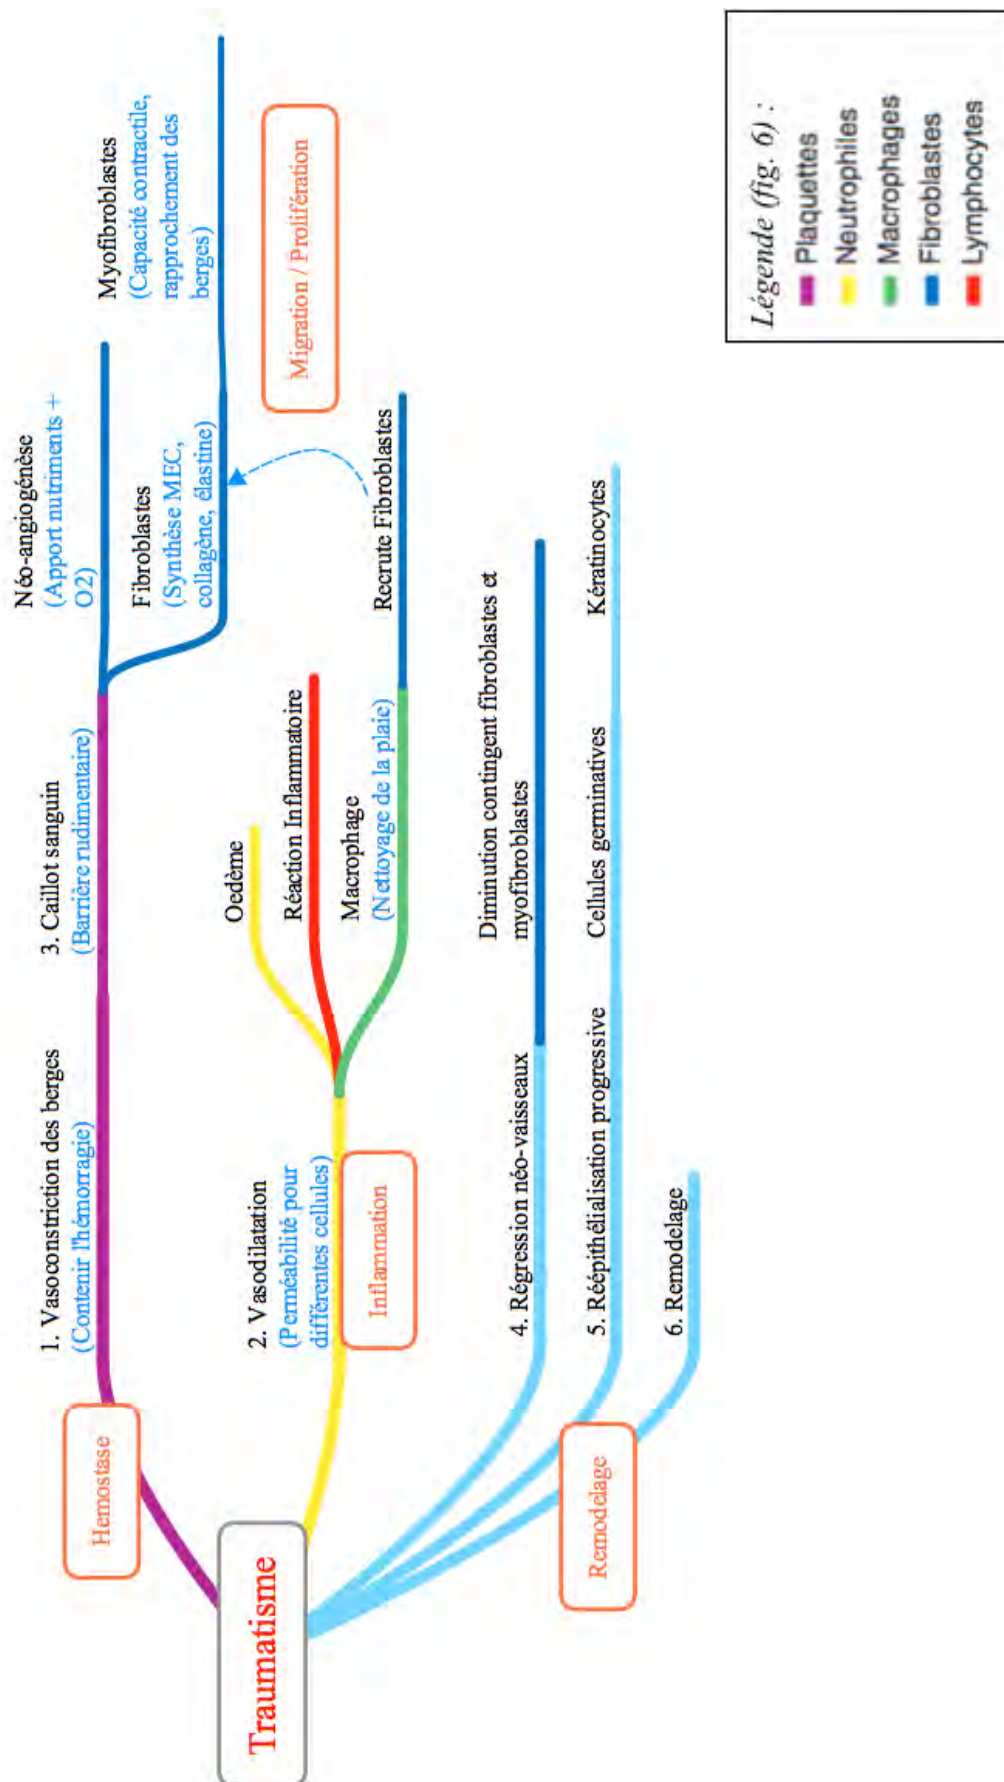 Traumatisme
Hemostase
1. Vasoconstriction des berges
(Contenir l'hémorragie)
3. Caillot sanguin
(Barrière rudimentaire)
Néo-angiogénèse
(Apport nutriments +
O2)
Fibroblastes
(Synthèse MEC,
collagène, élastine)
Myofibroblastes
(Capacité contractile,
rapprochement des
berges)
Migration / Prolifération
2. Vasodilatation
(Perméabilité pour
différentes cellules)
Inflammation
Oedème
Réaction Inflammatoire
Macrophage
(Nettoyage de la plaie)
Recrute Fibroblastes
Remodelage
4. Régression néo-vaisseaux
Diminution contingent fibroblastes et
myofibroblastes
5. Réépithélialisation progressive
Cellules germinatives
Kératinocytes
6. Remodelage
Légende (fig. 6) :
Plaquettes
Neutrophiles
Macrophages
Fibroblastes
Lymphocytes